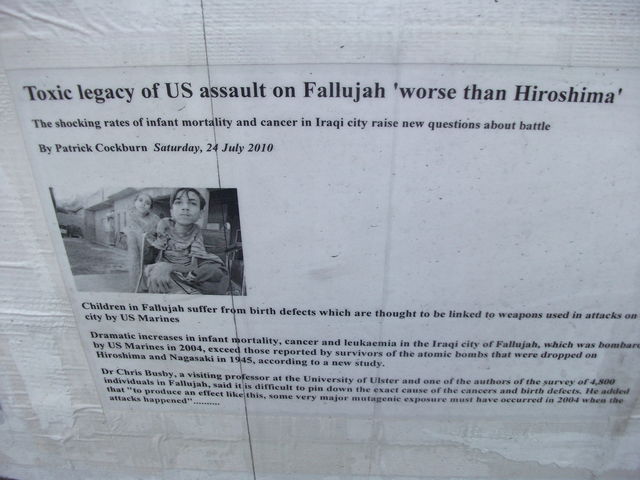 Toxic legacy of US assault on Fallujah 'worse than Hiroshima'
The shocking rates of infant mortality and cancer in Iraqi city raise new questions about battle
By Patrick Cockburn Saturday, 24 July 2010
Children in Fallujah suffer from birth defects which are thought to be linked to weapons used in attacks on
city by US Marines
Dramatic increases in infant mortality, cancer and leukaemia in the Iraqi city of Fallujah, which was bombar
by US Marines in 2004, exceed those reported by survivors of the atomic bombs that were dropped on
Hiroshima and Nagasaki in 1945, according to a new study.
Dr Chris Busby, a visiting professor at the University of Ulster and one of the authors of the survey of 4,800
individuals in Fallujah, said it is difficult to pin down the exact cause of the cancers and birth defects. He added
that "to produce an effect like this, some very major mutagenic exposure must have occurred in 2004 when the
attacks happened"..........